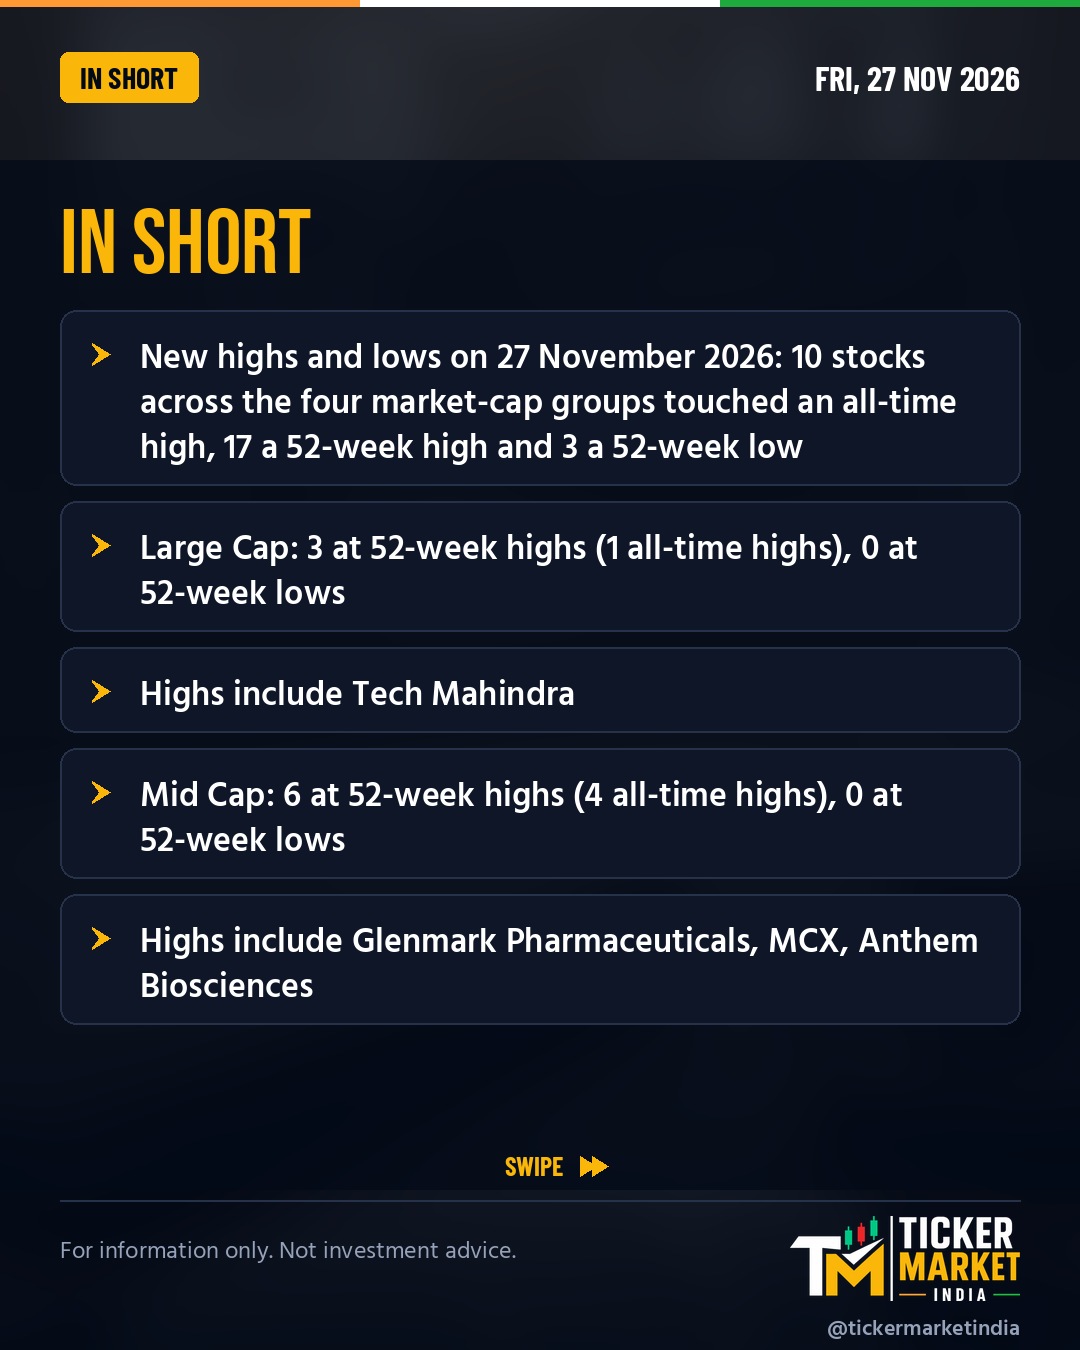 IN SHORT
FRI, 27 NOV 2026
IN SHORT
New highs and lows on 27 November 2026: 10 stocks
across the four market-cap groups touched an all-time
high, 17 a 52-week high and 3 a 52-week low
Large Cap: 3 at 52-week highs (1 all-time highs), 0 at
52-week lows
Highs include Tech Mahindra
Mid Cap: 6 at 52-week highs (4 all-time highs), 0 at
52-week lows
Highs include Glenmark Pharmaceuticals, MCX, Anthem
Biosciences
SWIPE
For information only. Not investment advice.
TM
TICKER
MARKET
INDIA
@tickermarketindia